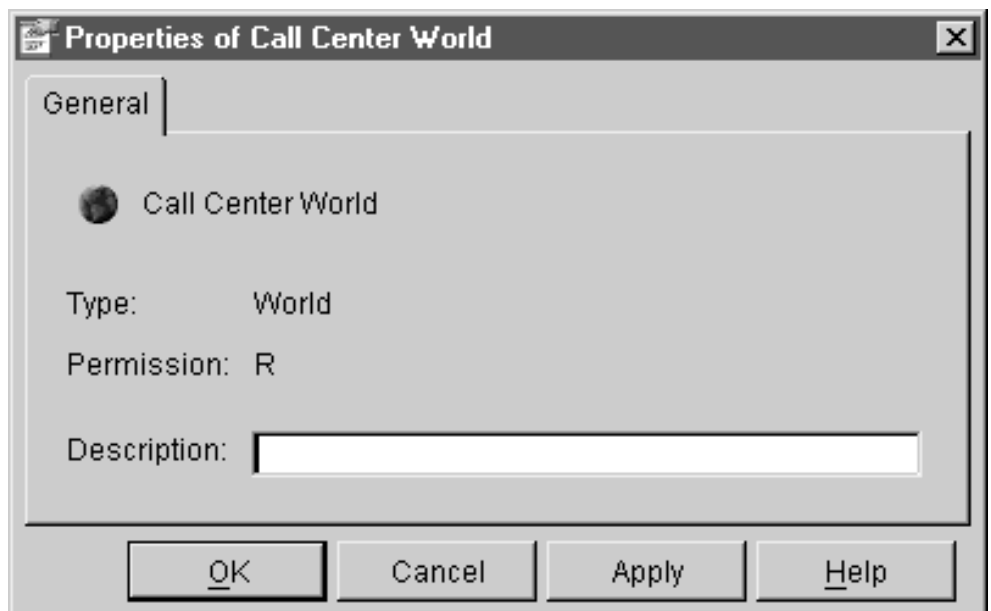 Properties of Call Center World
General
Call Center World
Type: World
Permission: R
Description:
OK Cancel Apply Help